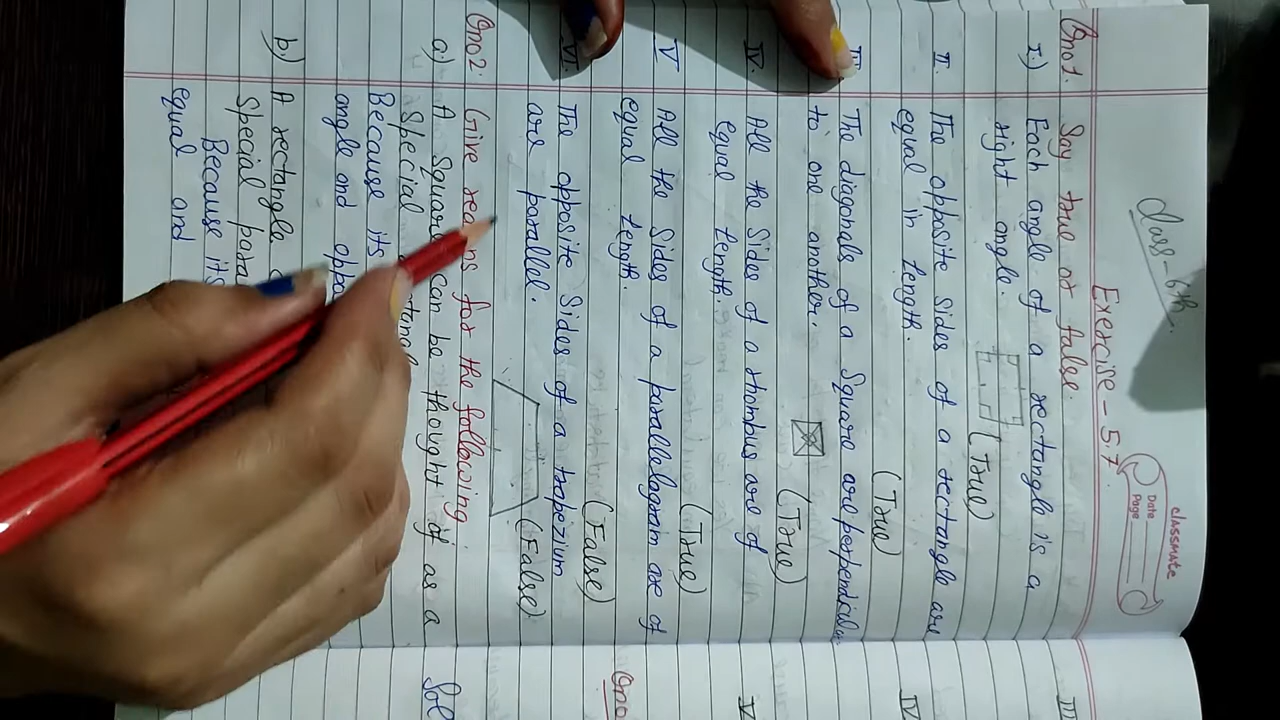 Class-6th.
classmate
Date
Page
Exercise - 5.7.
Qno1. Say true or false.
I.) Each angle of a rectangle is a
right angle. (True)
II. The opposite sides of a rectangle are
equal in length. (True)
III. The diagonals of a square are perpendicular
to one another. (True)
IV. All the sides of a rhombus are of
equal length. (True)
V All the sides of a parallelogram are of
equal length. (False)
VI. The opposite sides of a trapezium
are parallel. (False)
Qno2. Give for the following
a.) A Square can be thought of as a
Special
Because its
angle and
b.) A rectangle
Special
Because its
equal and
III
IV
V
Qno
Sol